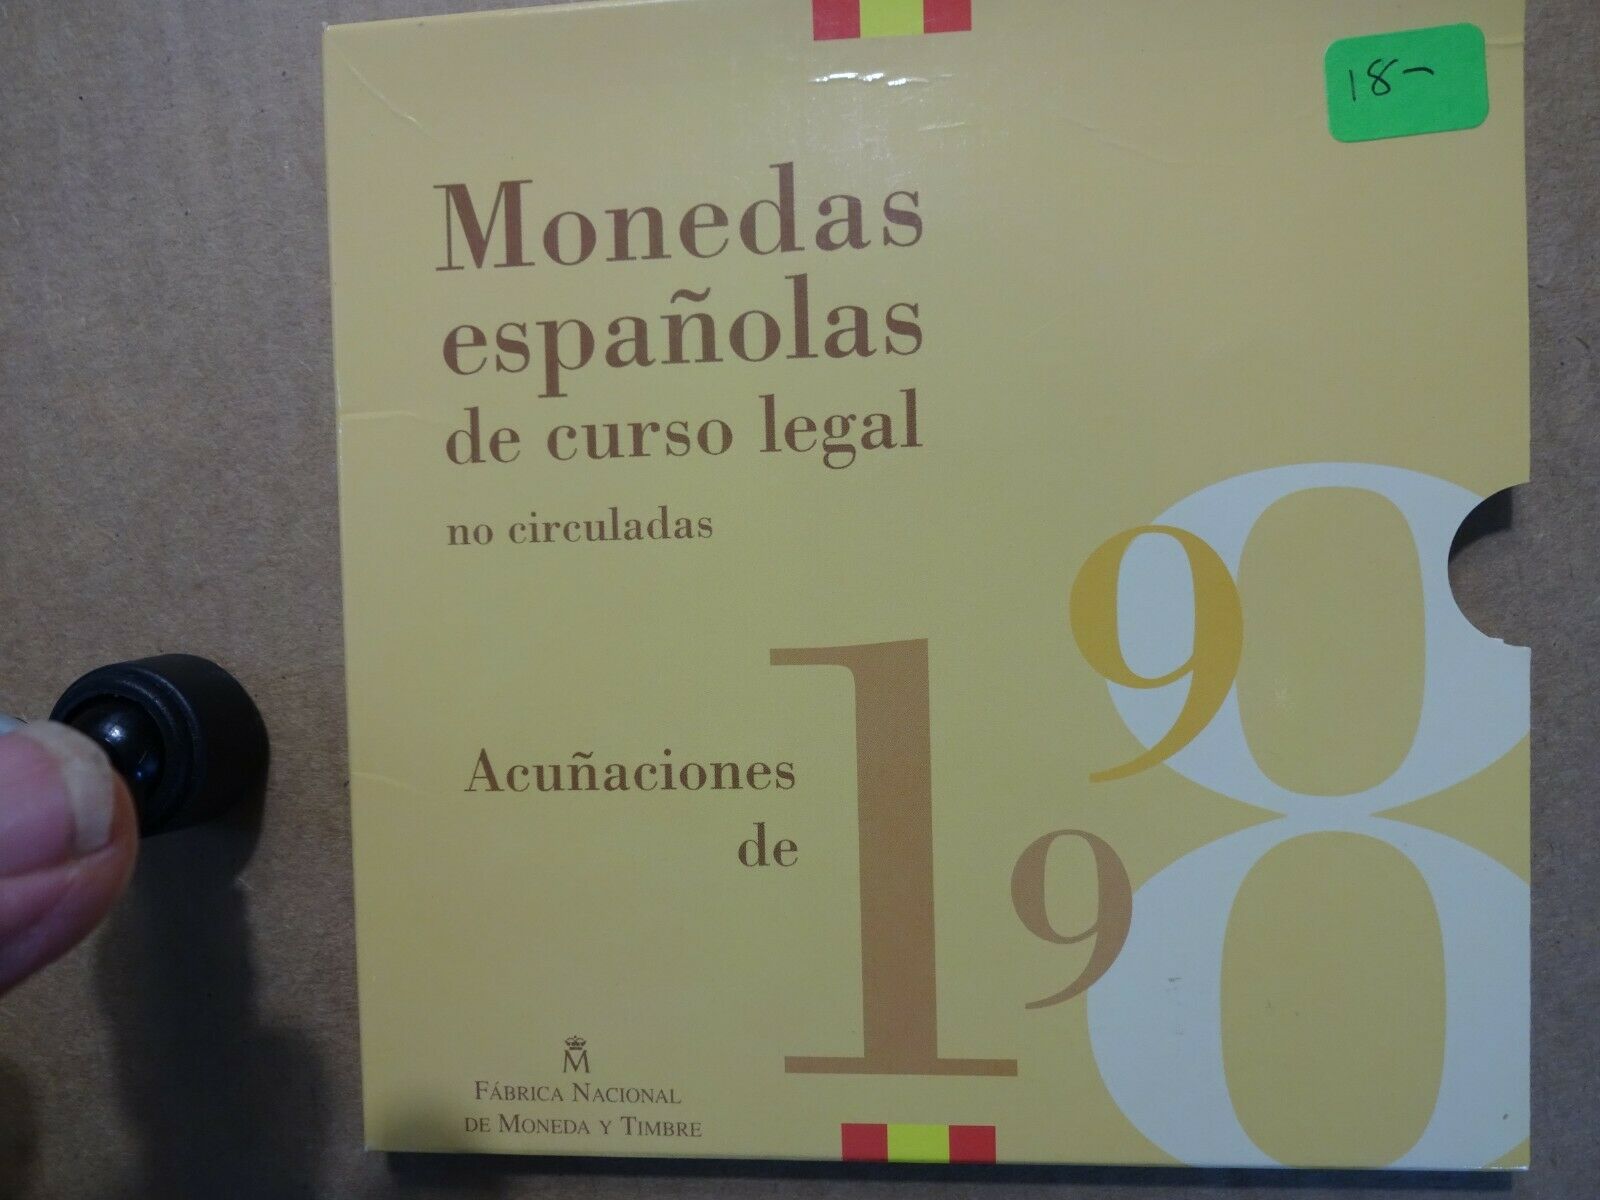 18-
Monedas
españolas
de curso legal
no circuladas
Acuñaciones
de
1998
M
FÁBRICA NACIONAL
DE MONEDA Y TIMBRE